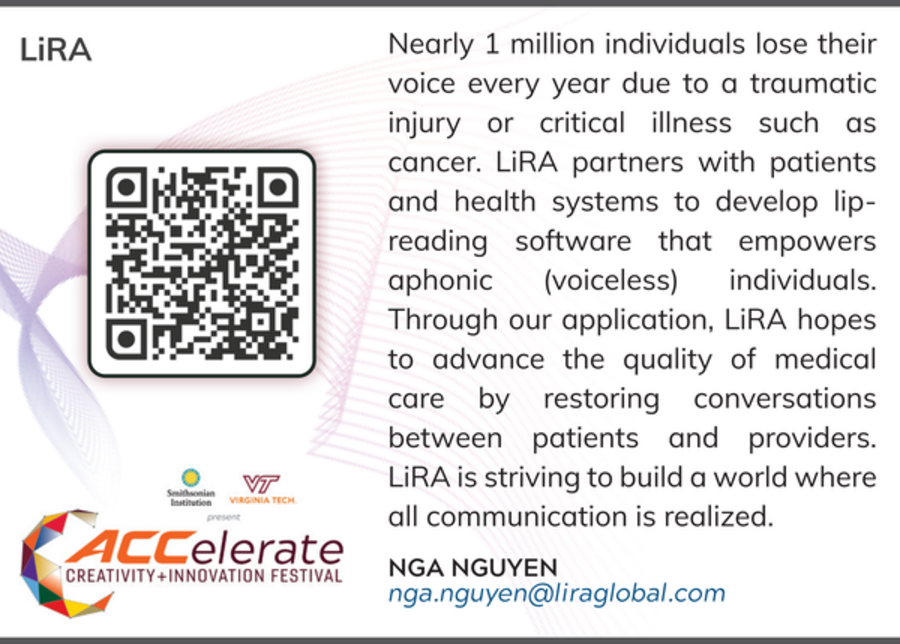 LiRA
Nearly 1 million individuals lose their
voice every year due to a traumatic
injury or critical illness such as
cancer. LiRA partners with patients
and health systems to develop lip-
reading software that empowers
aphonic (voiceless) individuals.
Through our application, LiRA hopes
to advance the quality of medical
care by restoring conversations
between patients and providers.
LiRA is striving to build a world where
all communication is realized.
NGA NGUYEN
nga.nguyen@liraglobal.com
Smithsonian
Institution
VT
VIRGINIA TECH.
present
ACCelerate
CREATIVITY+INNOVATION FESTIVAL